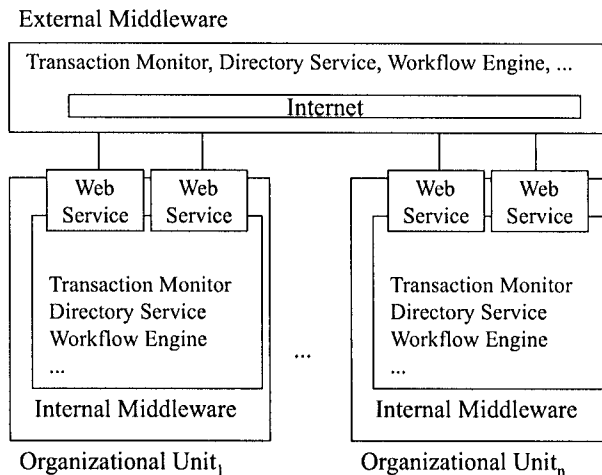 External Middleware
Transaction Monitor, Directory Service, Workflow Engine, ...
Internet
Web Service
Web Service
Web Service
Web Service
Transaction Monitor
Directory Service
Workflow Engine
...
Internal Middleware
Organizational Unit₁
...
Transaction Monitor
Directory Service
Workflow Engine
...
Internal Middleware
Organizational Unitₙ